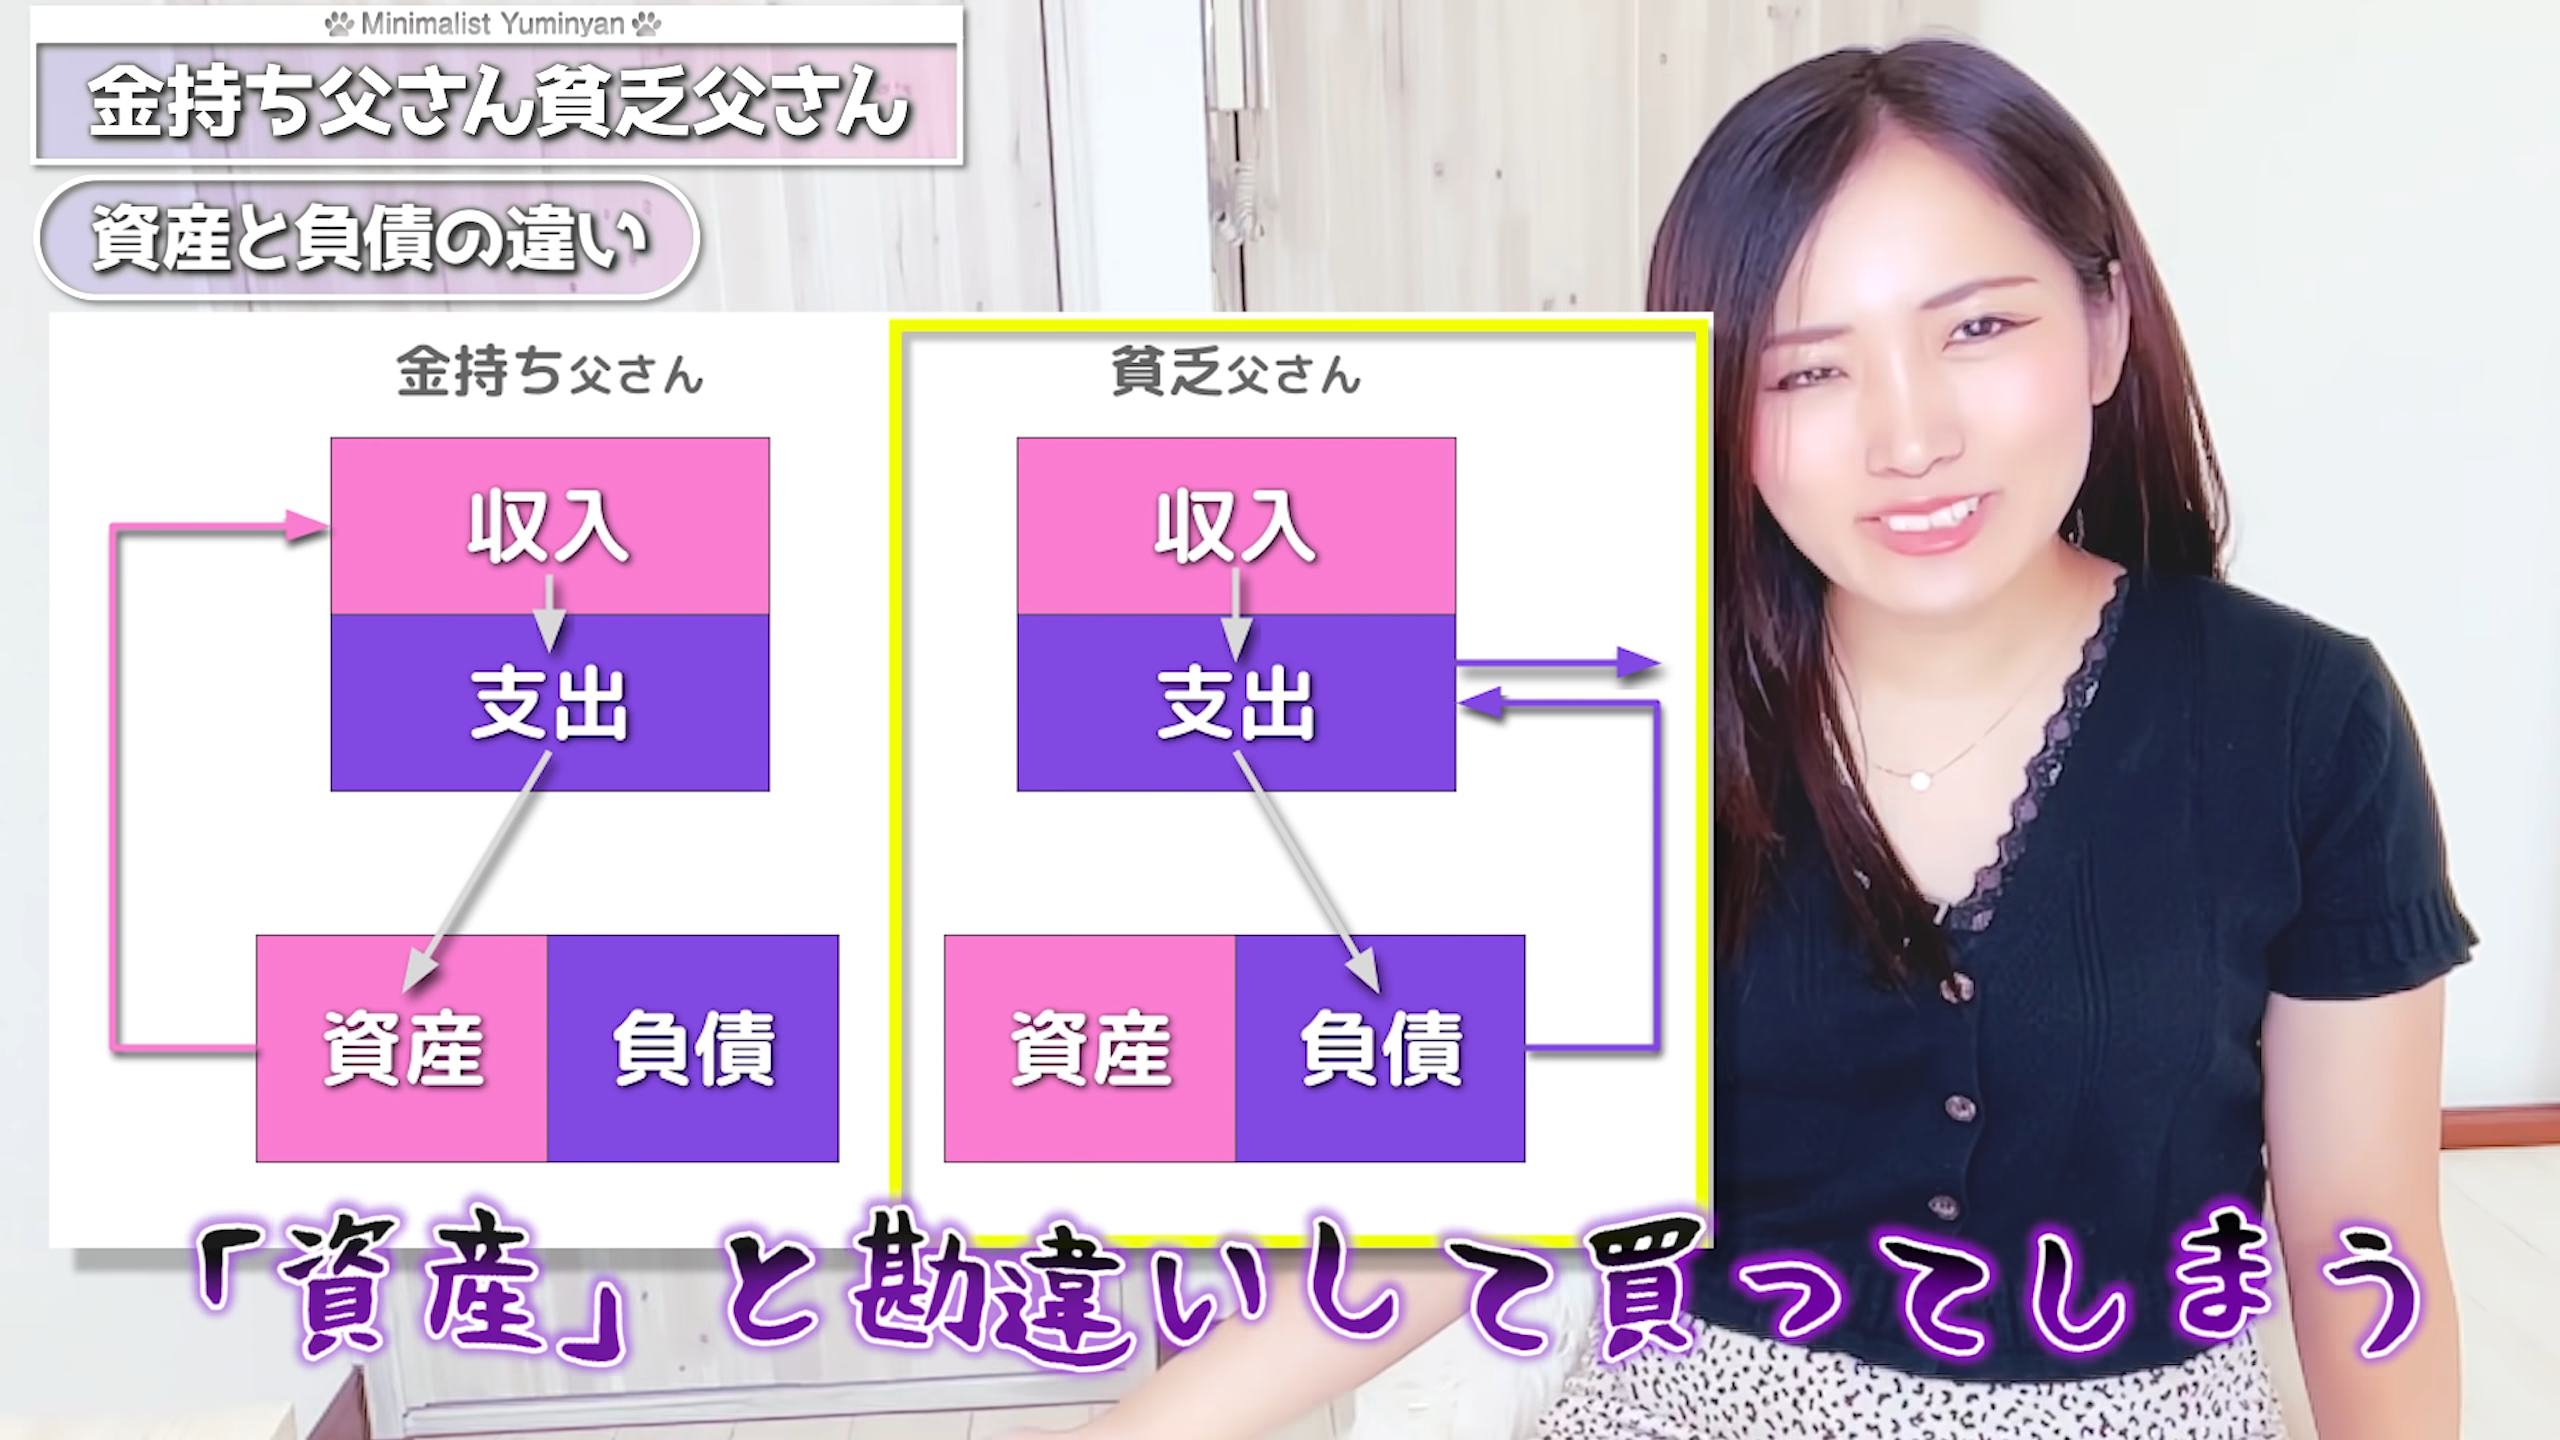 Minimalist Yuminyan
金持ち父さん貧乏父さん
資産と負債の違い
金持ち父さん
収入
支出
資産 負債
貧乏父さん
収入
支出
資産 負債
「資産」と勘違いして買ってしまう